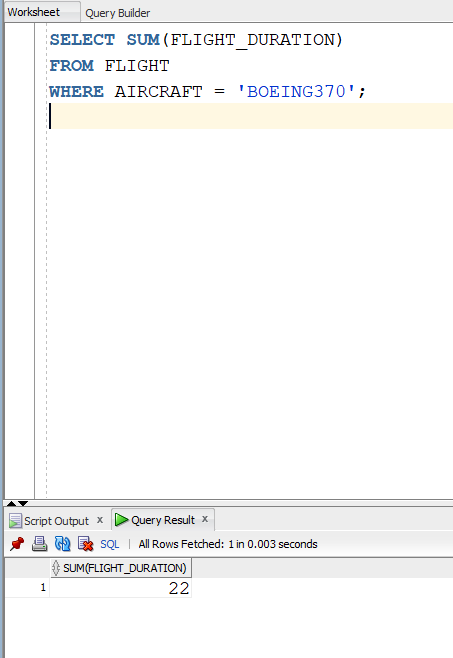 Worksheet Query Builder
SELECT SUM(FLIGHT_DURATION)
FROM FLIGHT
WHERE AIRCRAFT = 'BOEING370';
Script Output x Query Result x
SQL | All Rows Fetched: 1 in 0.003 seconds
SUM(FLIGHT_DURATION)
1 22